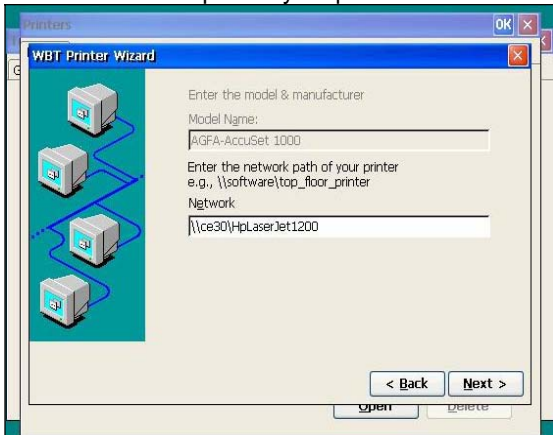 Printers
OK
WBT Printer Wizard
Enter the model & manufacturer
Model Name:
AGFA-AccuSet 1000
Enter the network path of your printer
e.g., \\software\top_floor_printer
Network
\\ce30\HpLaserJet1200
< Back
Next >
Open
Delete